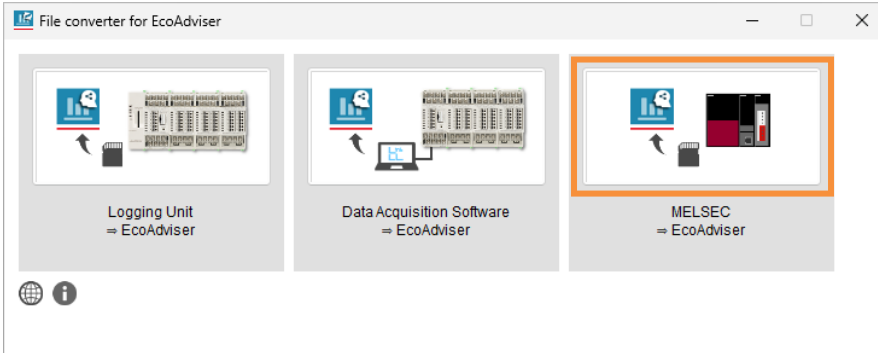 File converter for EcoAdviser
Logging Unit
⇒ EcoAdviser
Data Acquisition Software
⇒ EcoAdviser
MELSEC
⇒ EcoAdviser